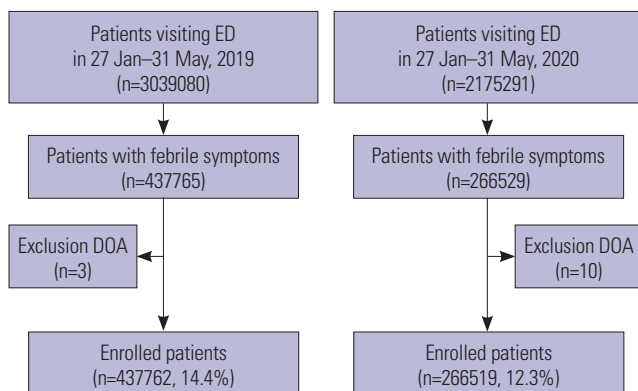 Patients visiting ED
in 27 Jan–31 May, 2019
(n=3039080)
Patients with febrile symptoms
(n=437765)
Exclusion DOA
(n=3)
Enrolled patients
(n=437762, 14.4%)
Patients visiting ED
in 27 Jan–31 May, 2020
(n=2175291)
Patients with febrile symptoms
(n=266529)
Exclusion DOA
(n=10)
Enrolled patients
(n=266519, 12.3%)